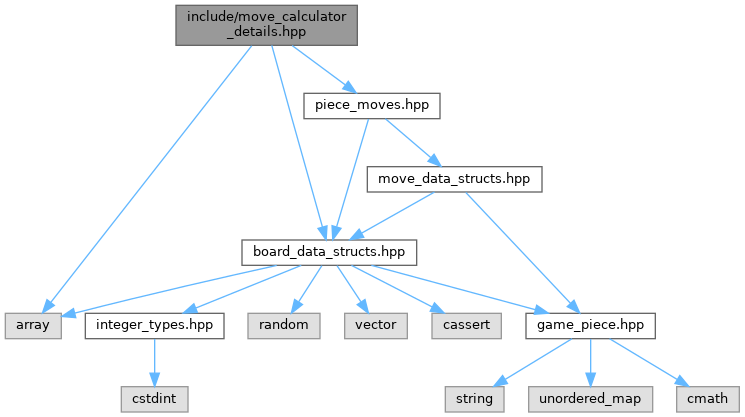 include/move_calculator
_details.hpp
piece_moves.hpp
move_data_structs.hpp
board_data_structs.hpp
array
integer_types.hpp
random
vector
cassert
game_piece.hpp
cstdint
string
unordered_map
cmath